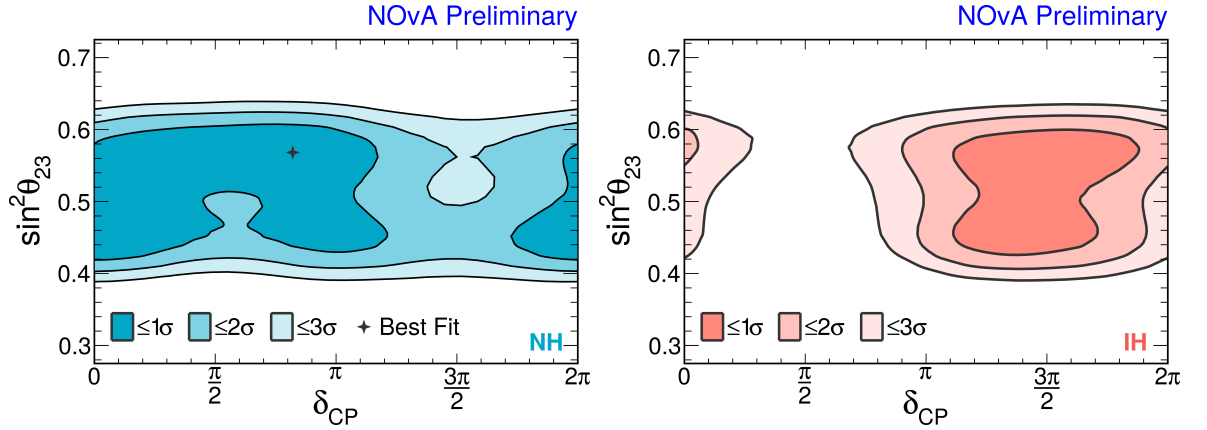 NOvA Preliminary
sin²θ₂₃
0.7
0.6
0.5
0.4
0.3
≤1σ ≤2σ ≤3σ Best Fit
NH
0 π/2 π 3π/2 2π
δCP
NOvA Preliminary
sin²θ₂₃
0.7
0.6
0.5
0.4
0.3
≤1σ ≤2σ ≤3σ
IH
0 π/2 π 3π/2 2π
δCP